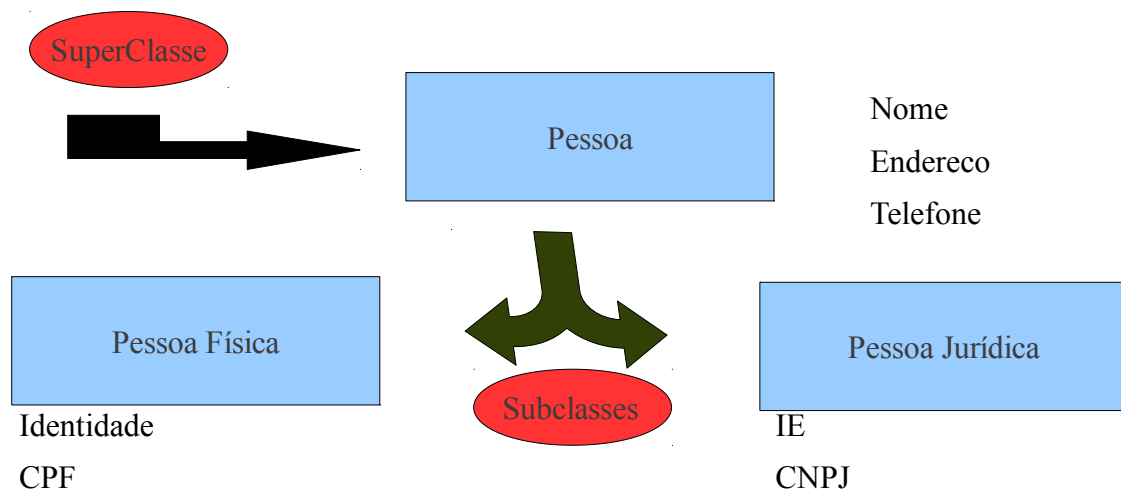 SuperClasse
Pessoa
Nome
Endereco
Telefone
Pessoa Física
Identidade
CPF
Subclasses
Pessoa Jurídica
IE
CNPJ